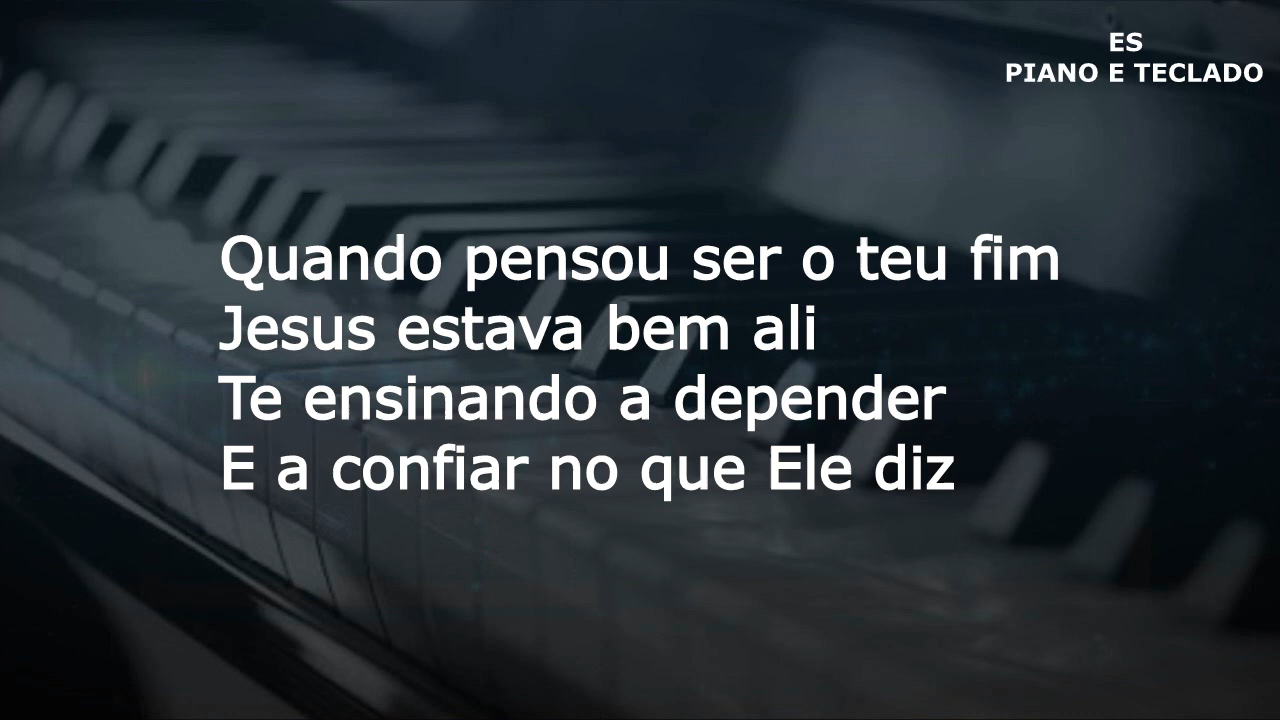 ES
PIANO E TECLADO
Quando pensou ser o teu fim
Jesus estava bem ali
Te ensinando a depender
E a confiar no que Ele diz